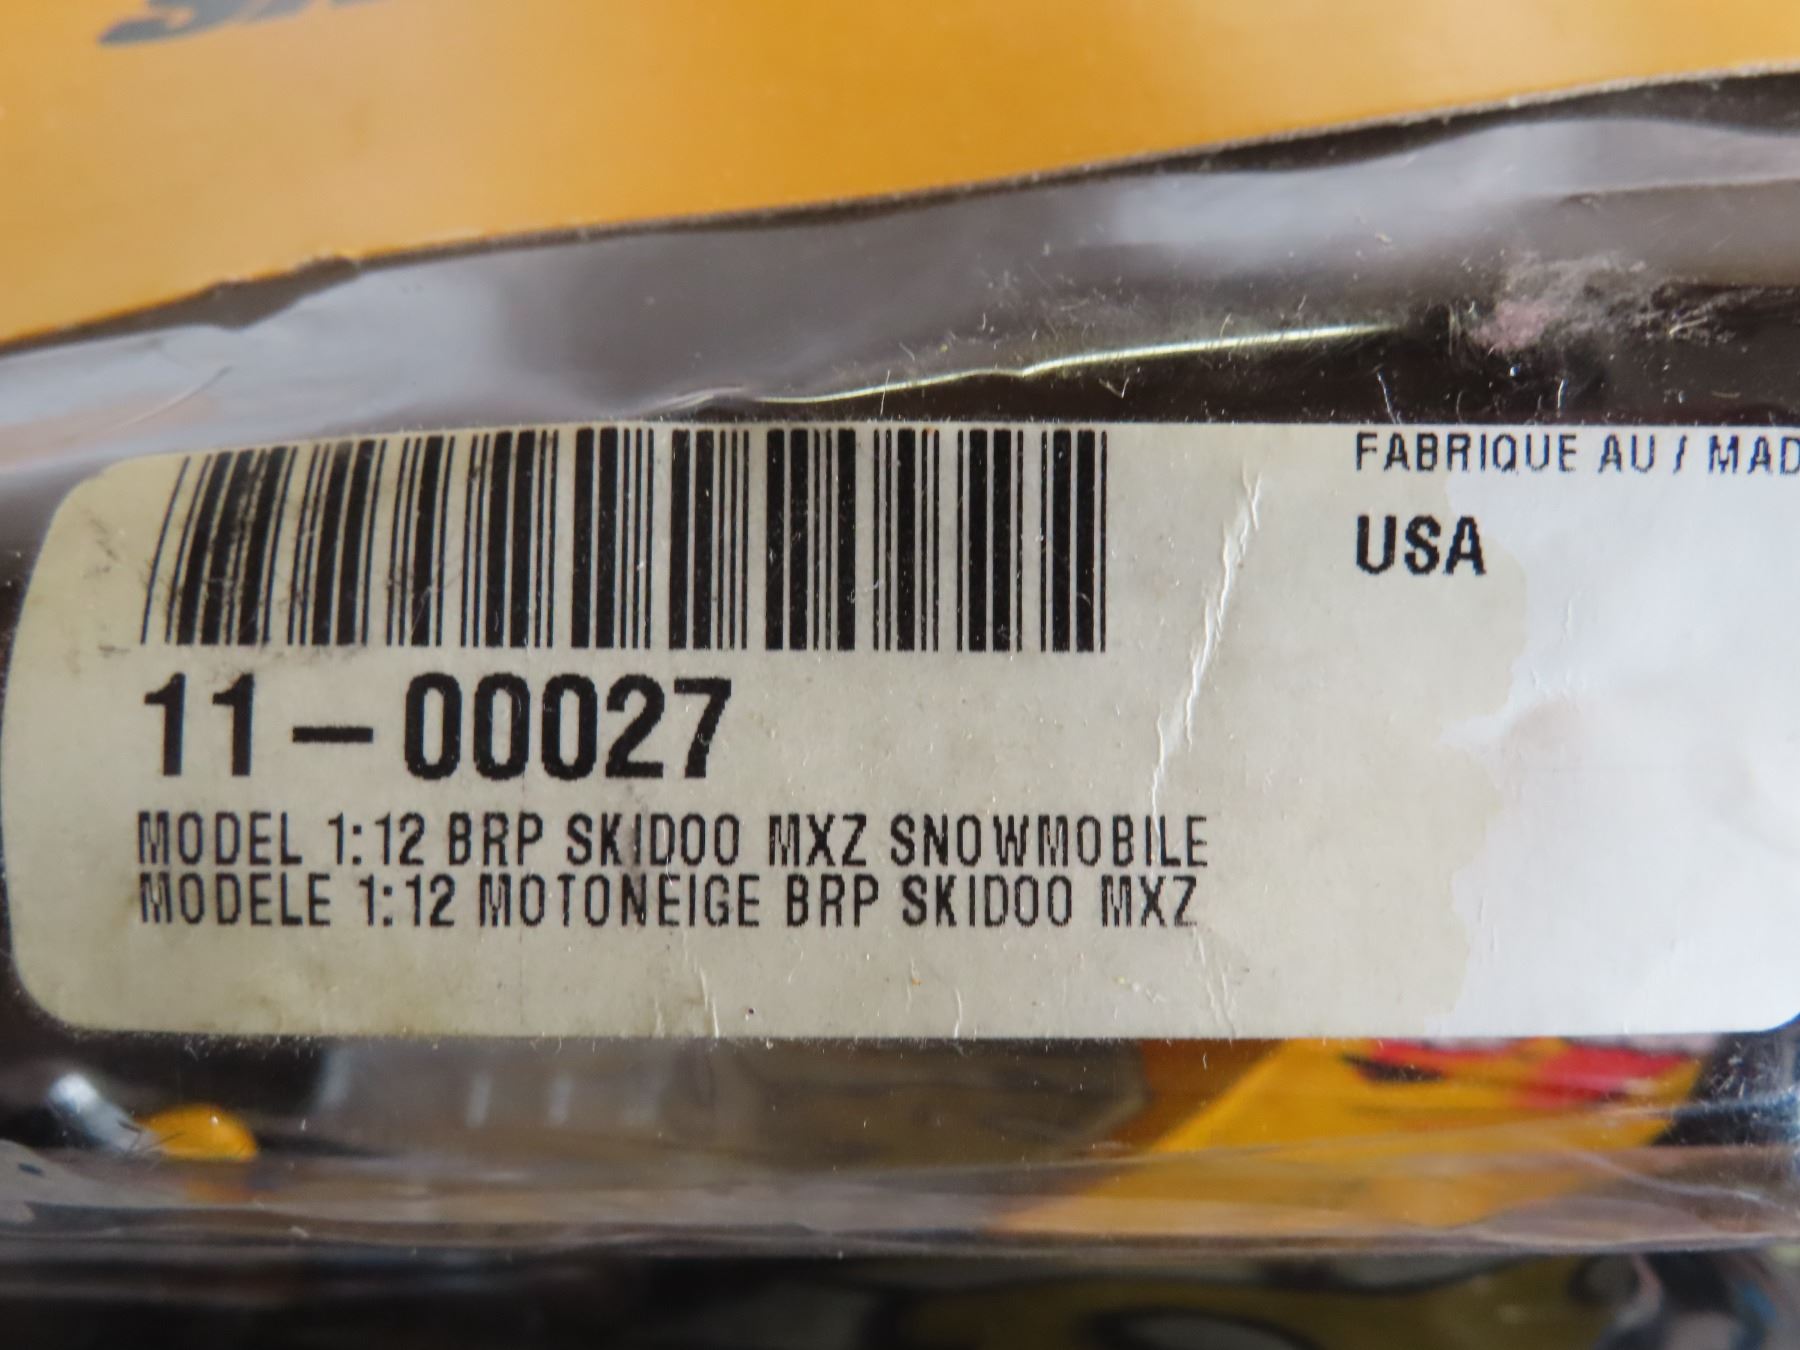 FABRIQUE AU / MAD
USA
11-00027
MODEL 1:12 BRP SKIDOO MXZ SNOWMOBILE
MODELE 1:12 MOTONEIGE BRP SKIDOO MXZ